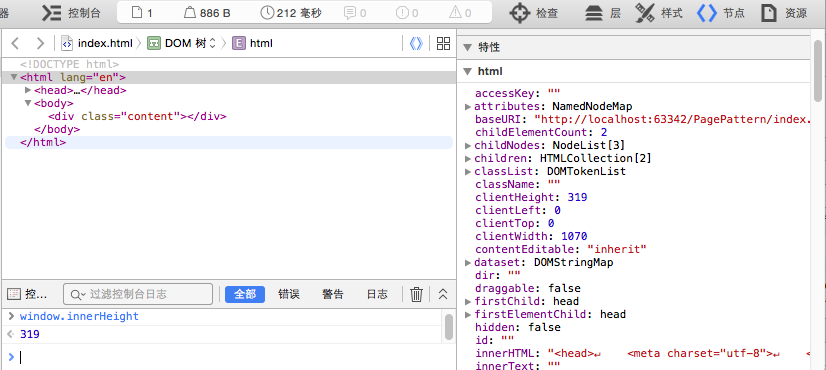 器 控制台 1 886 B 212 毫秒 0 0 0 检查 层 样式 节点 资源
index.html DOM 树 E html
<!DOCTYPE html>
<html lang="en">
<head>…</head>
<body>
<div class="content"></div>
</body>
</html>
控… 过滤控制台日志 全部 错误 警告 日志
window.innerHeight
319
特性
html
accessKey: ""
attributes: NamedNodeMap
baseURI: "http://localhost:63342/PagePattern/index.
childElementCount: 2
childNodes: NodeList[3]
children: HTMLCollection[2]
classList: DOMTokenList
className: ""
clientHeight: 319
clientLeft: 0
clientTop: 0
clientWidth: 1070
contentEditable: "inherit"
dataset: DOMStringMap
dir: ""
draggable: false
firstChild: head
firstElementChild: head
hidden: false
id: ""
innerHTML: "<head>↵ <meta charset="utf-8">↵ <
innerText: ""